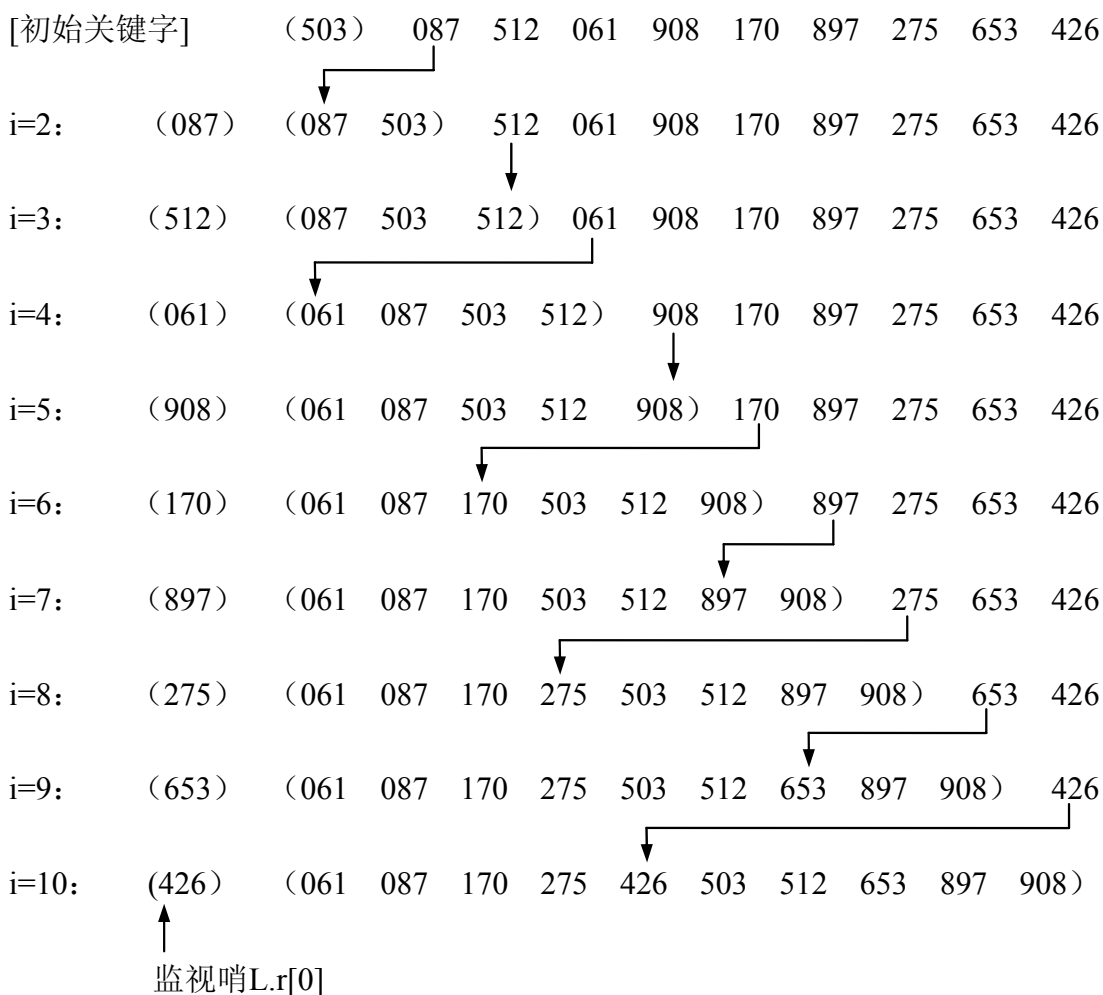 [初始关键字] （503） 087 512 061 908 170 897 275 653 426
i=2： （087） （087 503） 512 061 908 170 897 275 653 426
i=3： （512） （087 503 512） 061 908 170 897 275 653 426
i=4： （061） （061 087 503 512） 908 170 897 275 653 426
i=5： （908） （061 087 503 512 908） 170 897 275 653 426
i=6： （170） （061 087 170 503 512 908） 897 275 653 426
i=7： （897） （061 087 170 503 512 897 908） 275 653 426
i=8： （275） （061 087 170 275 503 512 897 908） 653 426
i=9： （653） （061 087 170 275 503 512 653 897 908） 426
i=10： (426） （061 087 170 275 426 503 512 653 897 908）
监视哨L.r[0]